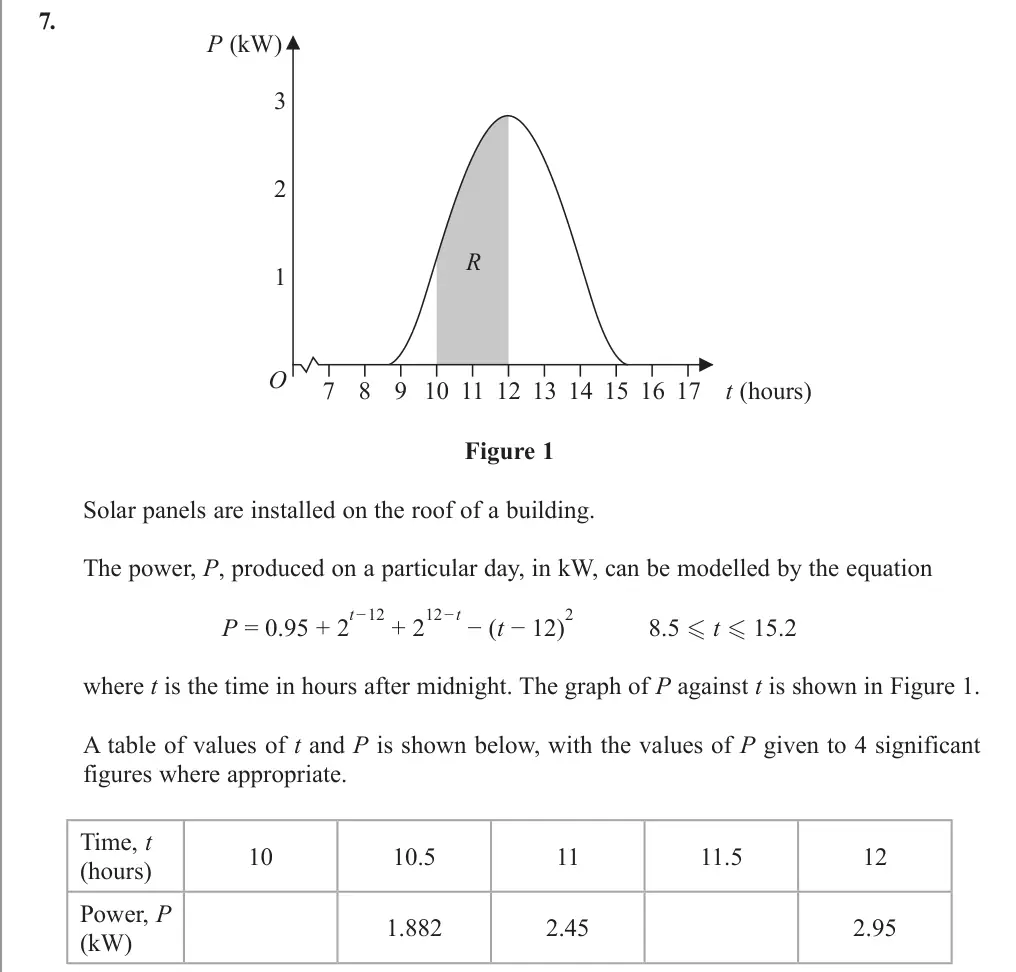 7.
P (kW)
3
2
1
R
O
7 8 9 10 11 12 13 14 15 16 17 t (hours)
Figure 1
Solar panels are installed on the roof of a building.
The power, P, produced on a particular day, in kW, can be modelled by the equation
P = 0.95 + 2^{t−12} + 2^{12−t} − (t − 12)^2 8.5 ⩽ t ⩽ 15.2
where t is the time in hours after midnight. The graph of P against t is shown in Figure 1.
A table of values of t and P is shown below, with the values of P given to 4 significant
figures where appropriate.
Time, t
(hours)
10 10.5 11 11.5 12
Power, P
(kW)
1.882 2.45 2.95